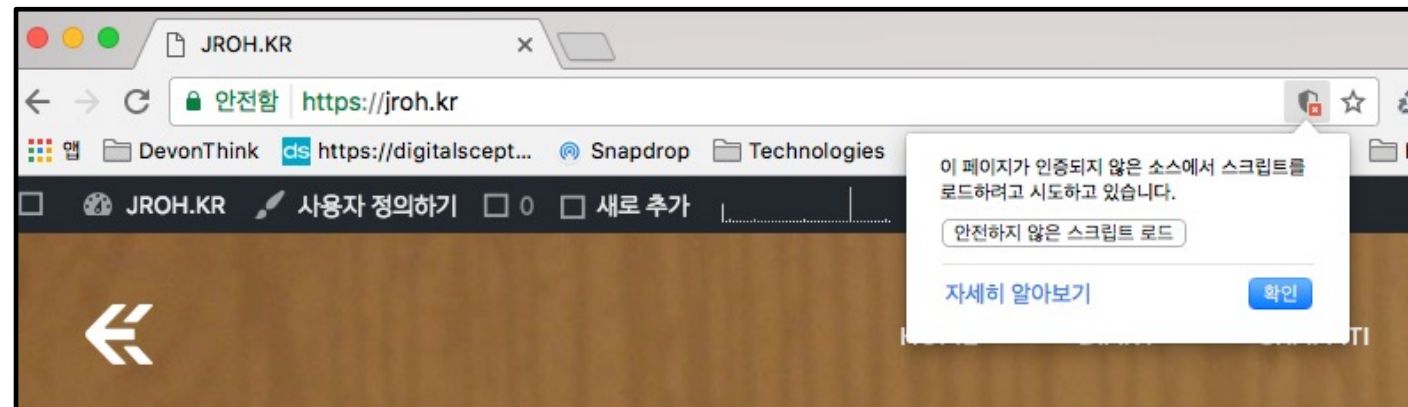 JROH.KR
안전함 https://jroh.kr
앱 DevonThink ds https://digitalscept... Snapdrop Technologies
JROH.KR 사용자 정의하기 0 새로 추가
이 페이지가 인증되지 않은 소스에서 스크립트를
로드하려고 시도하고 있습니다.
안전하지 않은 스크립트 로드
자세히 알아보기 확인